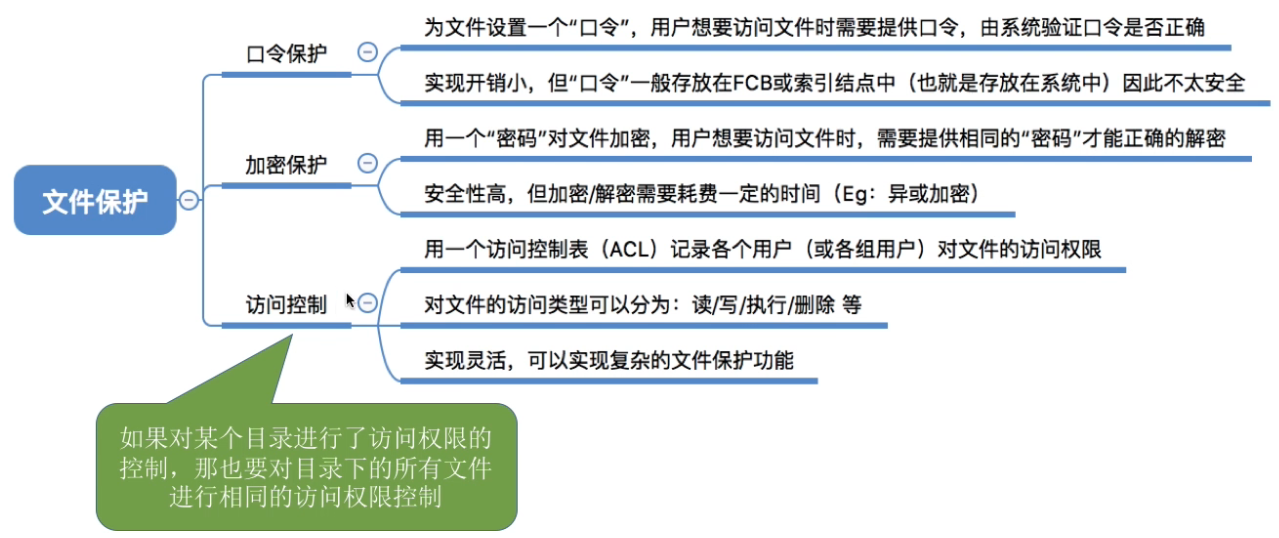 为文件设置一个“口令”，用户想要访问文件时需要提供口令，由系统验证口令是否正确
口令保护
实现开销小，但“口令”一般存放在FCB或索引结点中（也就是存放在系统中）因此不太安全
用一个“密码”对文件加密，用户想要访问文件时，需要提供相同的“密码”才能正确的解密
加密保护
安全性高，但加密/解密需要耗费一定的时间（Eg：异或加密）
文件保护
用一个访问控制表（ACL）记录各个用户（或各组用户）对文件的访问权限
访问控制
对文件的访问类型可以分为：读/写/执行/删除 等
实现灵活，可以实现复杂的文件保护功能
如果对某个目录进行了访问权限的
控制，那也要对目录下的所有文件
进行相同的访问权限控制